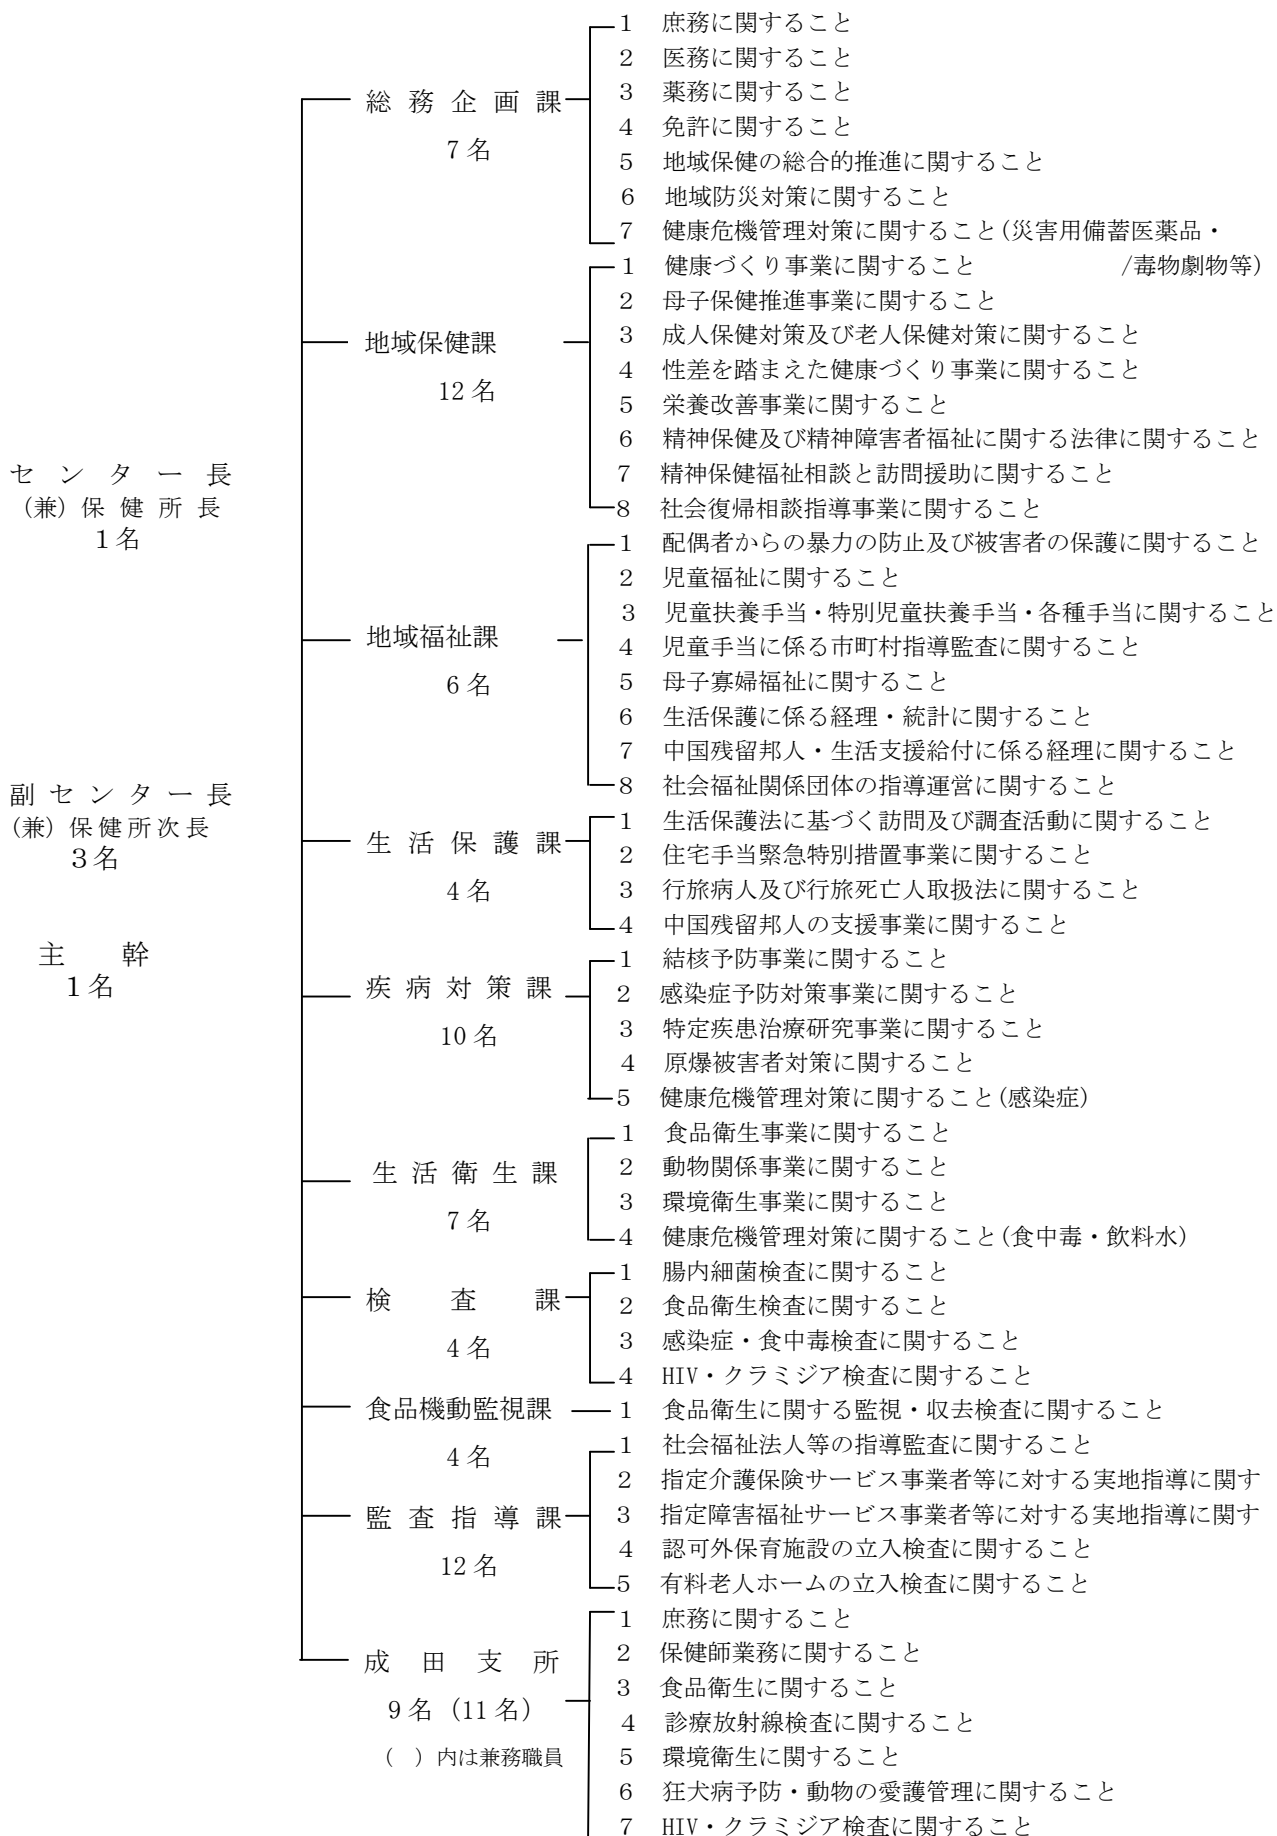 センター長
(兼)保健所長
1名
副センター長
(兼)保健所次長
3名
主　幹
1名
総務企画課
7名
1　庶務に関すること
2　医務に関すること
3　薬務に関すること
4　免許に関すること
5　地域保健の総合的推進に関すること
6　地域防災対策に関すること
7　健康危機管理対策に関すること(災害用備蓄医薬品・
/毒物劇物等)
地域保健課
12名
1　健康づくり事業に関すること
2　母子保健推進事業に関すること
3　成人保健対策及び老人保健対策に関すること
4　性差を踏まえた健康づくり事業に関すること
5　栄養改善事業に関すること
6　精神保健及び精神障害者福祉に関する法律に関すること
7　精神保健福祉相談と訪問援助に関すること
8　社会復帰相談指導事業に関すること
地域福祉課
6名
1　配偶者からの暴力の防止及び被害者の保護に関すること
2　児童福祉に関すること
3　児童扶養手当・特別児童扶養手当・各種手当に関すること
4　児童手当に係る市町村指導監査に関すること
5　母子寡婦福祉に関すること
6　生活保護に係る経理・統計に関すること
7　中国残留邦人・生活支援給付に係る経理に関すること
8　社会福祉関係団体の指導運営に関すること
生活保護課
4名
1　生活保護法に基づく訪問及び調査活動に関すること
2　住宅手当緊急特別措置事業に関すること
3　行旅病人及び行旅死亡人取扱法に関すること
4　中国残留邦人の支援事業に関すること
疾病対策課
10名
1　結核予防事業に関すること
2　感染症予防対策事業に関すること
3　特定疾患治療研究事業に関すること
4　原爆被害者対策に関すること
5　健康危機管理対策に関すること(感染症)
生活衛生課
7名
1　食品衛生事業に関すること
2　動物関係事業に関すること
3　環境衛生事業に関すること
4　健康危機管理対策に関すること(食中毒・飲料水)
検査課
4名
1　腸内細菌検査に関すること
2　食品衛生検査に関すること
3　感染症・食中毒検査に関すること
4　HIV・クラミジア検査に関すること
食品機動監視課
4名
1　食品衛生に関する監視・収去検査に関すること
監査指導課
12名
1　社会福祉法人等の指導監査に関すること
2　指定介護保険サービス事業者等に対する実地指導に関す
3　指定障害福祉サービス事業者等に対する実地指導に関す
4　認可外保育施設の立入検査に関すること
5　有料老人ホームの立入検査に関すること
成田支所
9名(11名)
(　)内は兼務職員
1　庶務に関すること
2　保健師業務に関すること
3　食品衛生に関すること
4　診療放射線検査に関すること
5　環境衛生に関すること
6　狂犬病予防・動物の愛護管理に関すること
7　HIV・クラミジア検査に関すること